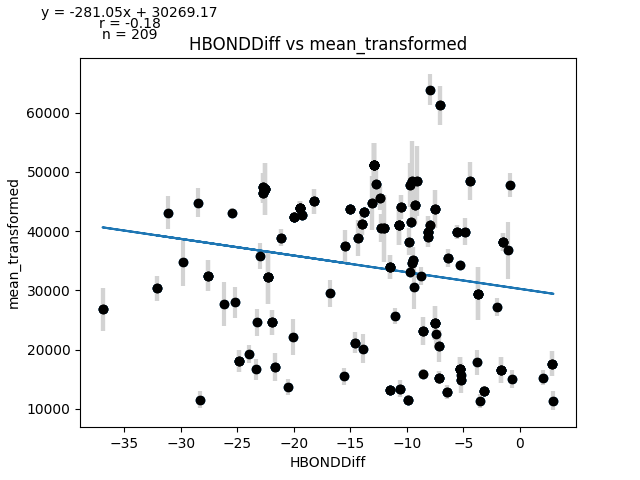 y = -281.05x + 30269.17
r = -0.18
n = 209
HBONDDiff vs mean_transformed
mean_transformed
60000
50000
40000
30000
20000
10000
−35 −30 −25 −20 −15 −10 −5 0
HBONDDiff